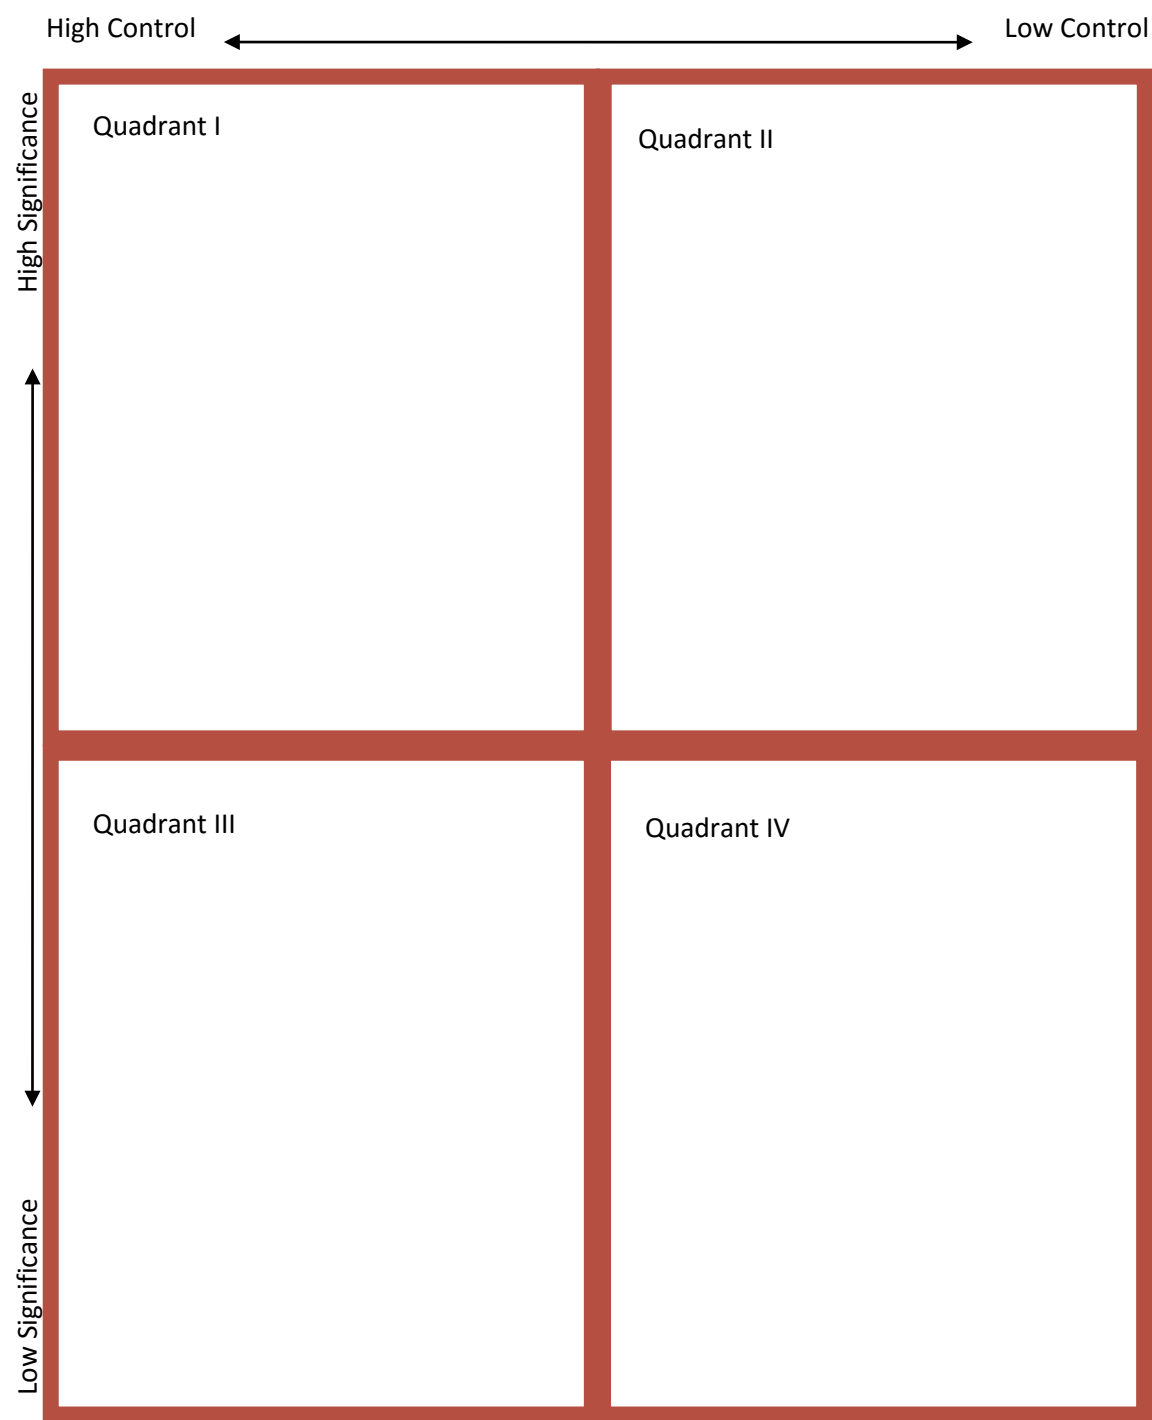 High Control
Low Control
High Significance
Quadrant I
Quadrant II
Quadrant III
Quadrant IV
Low Significance